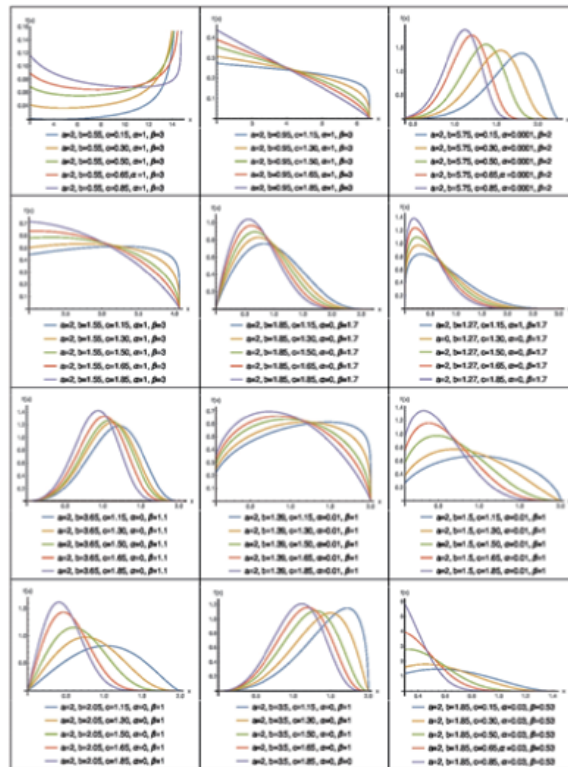 f(x)
a=2, b=0.55, c=0.15, α=1, β=3
a=2, b=0.55, c=0.30, α=1, β=3
a=2, b=0.55, c=0.50, α=1, β=3
a=2, b=0.55, c=0.65,α=1, β=3
a=2, b=0.55, c=0.85, α=1, β=3
f(x)
a=2, b=0.95, c=1.15, α=1, β=3
a=2, b=0.95, c=1.30, α=1, β=3
a=2, b=0.95, c=1.50, α=1, β=3
a=2, b=0.95, c=1.65, α=1, β=3
a=2, b=0.95, c=1.85, α=1, β=3
f(x)
a=2, b=5.75, c=0.15, α=0.0001, β=2
a=2, b=5.75, c=0.30, α=0.0001, β=2
a=2, b=5.75, c=0.50, α=0.0001, β=2
a=2, b=5.75, c=0.65,α=0.0001, β=2
a=2, b=5.75, c=0.85, α=0.0001, β=2
f(x)
a=2, b=1.55, c=1.15, α=1, β=3
a=2, b=1.55, c=1.30, α=1, β=3
a=2, b=1.55, c=1.50, α=1, β=3
a=2, b=1.55, c=1.65, α=1, β=3
a=2, b=1.55, c=1.85, α=1, β=3
f(x)
a=2, b=1.85, c=1.15, α=0, β=1.7
a=2, b=1.85, c=1.30, α=0, β=1.7
a=2, b=1.85, c=1.50, α=0, β=1.7
a=2, b=1.85, c=1.65, α=0, β=1.7
a=2, b=1.85, c=1.85, α=0, β=1.7
f(x)
a=2, b=1.27, c=1.15, α=1, β=1.7
a=0, b=1.27, c=1.30, α=0, β=1.7
a=2, b=1.27, c=1.50, α=0, β=1.7
a=2, b=1.27, c=1.65, α=0, β=1.7
a=2, b=1.27, c=1.85, α=0, β=1.7
f(x)
a=2, b=3.65, c=1.15, α=0, β=1.1
a=2, b=3.65, c=1.30, α=0, β=1.1
a=2, b=3.65, c=1.50, α=0, β=1.1
a=2, b=3.65, c=1.65, α=0, β=1.1
a=2, b=3.65, c=1.85, α=0, β=1.1
f(x)
a=2, b=1.39, c=1.15, α=0.01, β=1
a=2, b=1.39, c=1.30, α=0.01, β=1
a=2, b=1.39, c=1.50, α=0.01, β=1
a=2, b=1.39, c=1.65, α=0.01, β=1
a=2, b=1.39, c=1.85, α=0.01, β=1
f(x)
a=2, b=1.5, c=1.15, α=0.01, β=1
a=2, b=1.5, c=1.30, α=0.01, β=1
a=2, b=1.5, c=1.50, α=0.01, β=1
a=2, b=1.5, c=1.65, α=0.01, β=1
a=2, b=1.5, c=1.85, α=0.01, β=1
f(x)
a=2, b=2.05, c=1.15, α=0, β=1
a=2, b=2.05, c=1.30, α=0, β=1
a=2, b=2.05, c=1.50, α=0, β=1
a=2, b=2.05, c=1.65, α=0, β=1
a=2, b=2.05, c=1.85, α=0, β=1
f(x)
a=2, b=3.5, c=1.15, α=0, β=1
a=2, b=3.5, c=1.30, α=0, β=1
a=2, b=3.5, c=1.50, α=0, β=1
a=2, b=3.5, c=1.65, α=0, β=1
a=2, b=3.5, c=1.85, α=0, β=0
f(x)
a=2, b=1.85, c=0.15, α=0.03, β=0.53
a=2, b=1.85, c=0.30, α=0.03, β=0.53
a=2, b=1.85, c=0.50, α=0.03, β=0.53
a=2, b=1.85, c=0.65,α=0.03, β=0.53
a=2, b=1.85, c=0.85, α=0.03, β=0.53